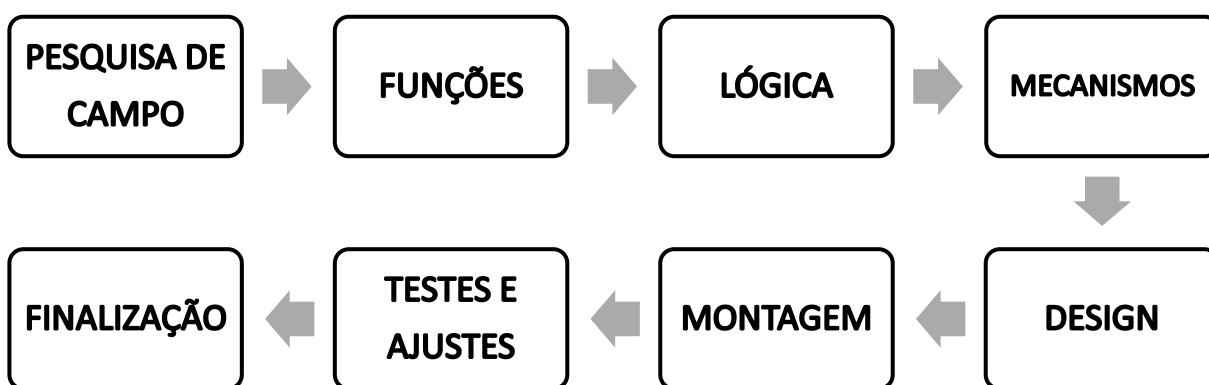 PESQUISA DE
CAMPO
FUNÇÕES
LÓGICA
MECANISMOS
DESIGN
MONTAGEM
TESTES E
AJUSTES
FINALIZAÇÃO